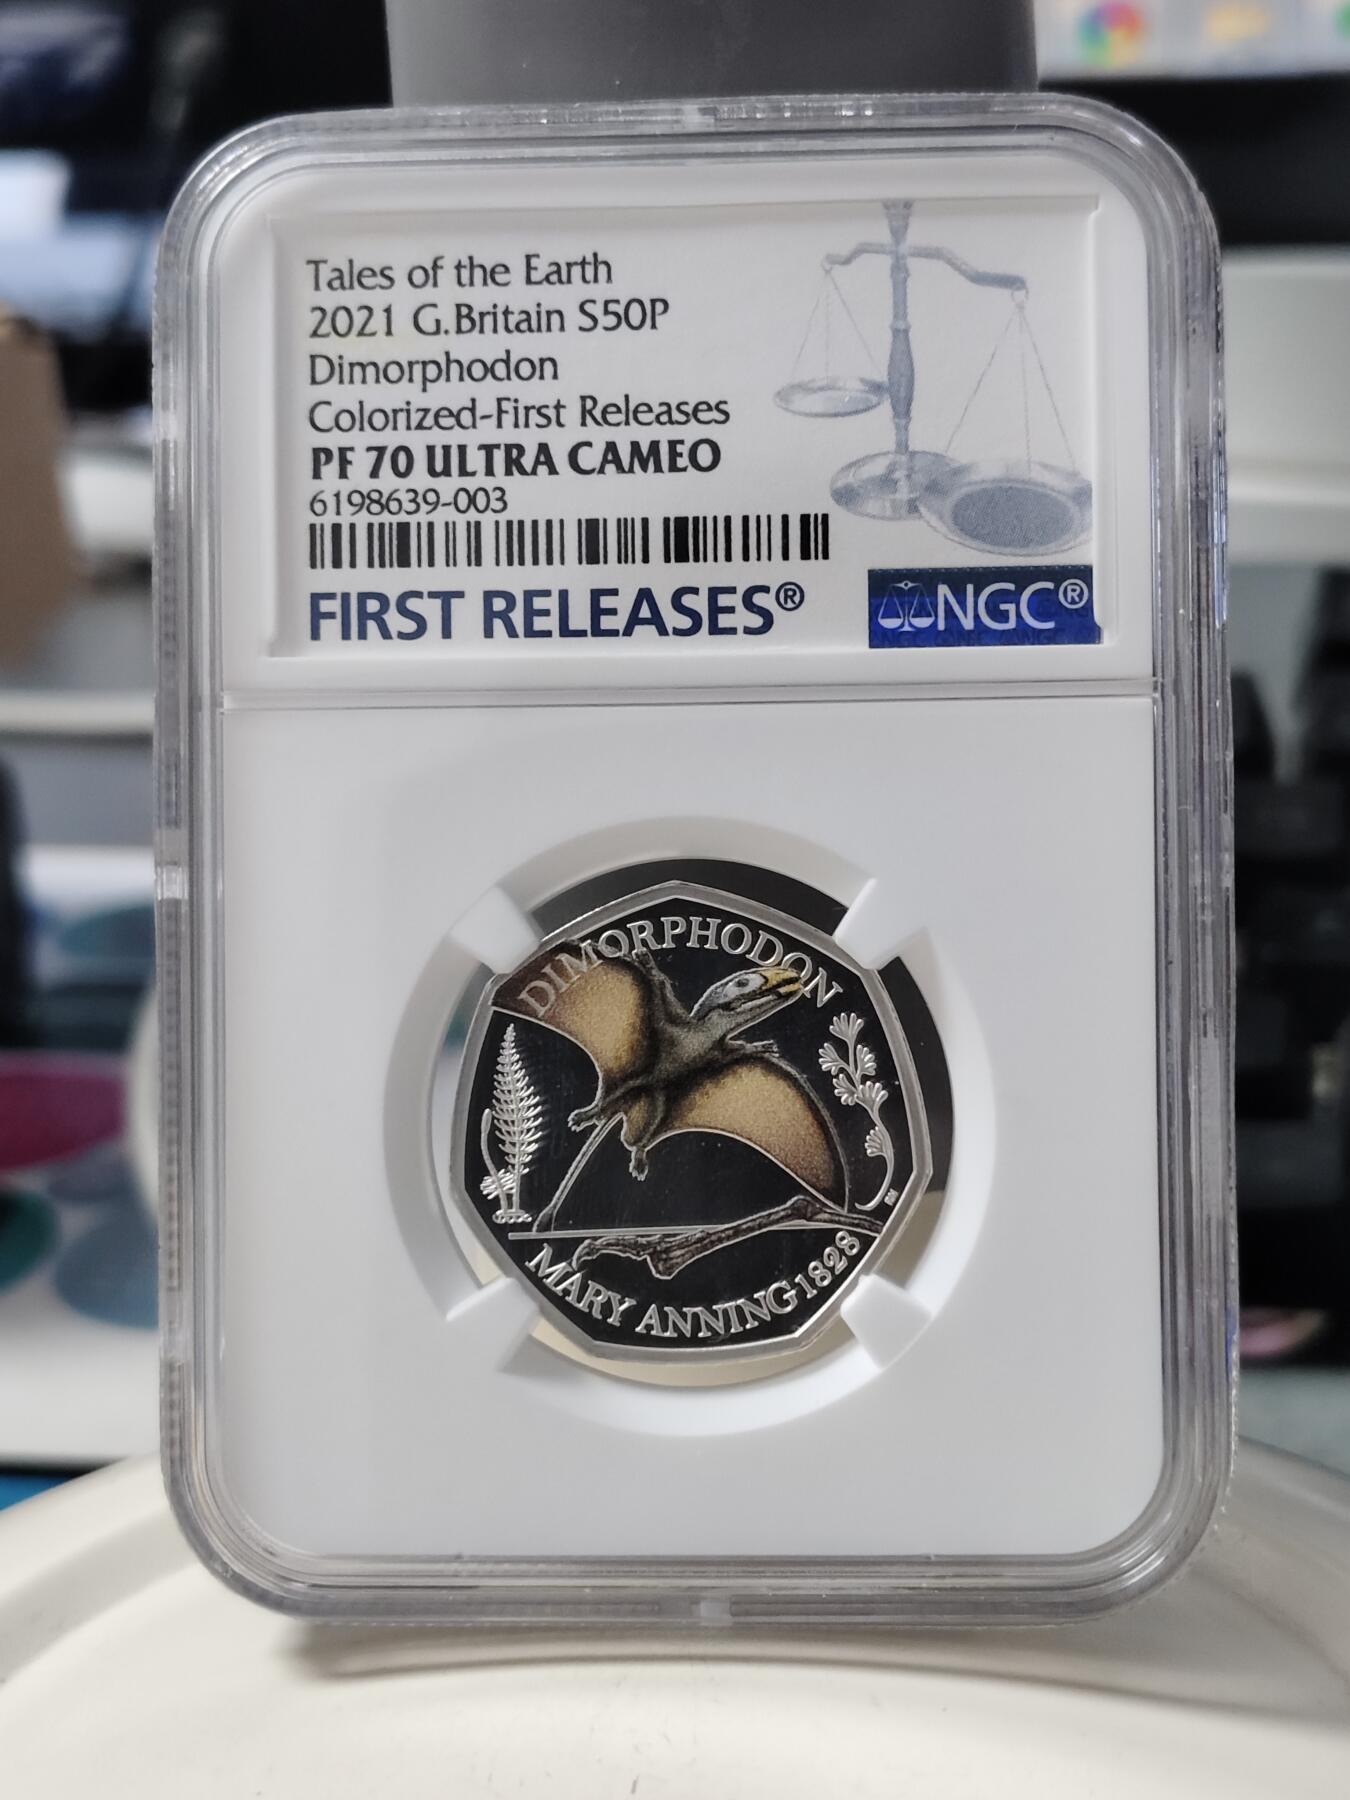 Tales of the Earth
2021 G.Britain S50P
Dimorphodon
Colorized-First Releases
PF 70 ULTRA CAMEO
6198639-003
FIRST RELEASES®
NGC®
DIMORPHODON
MARY ANNING 1828